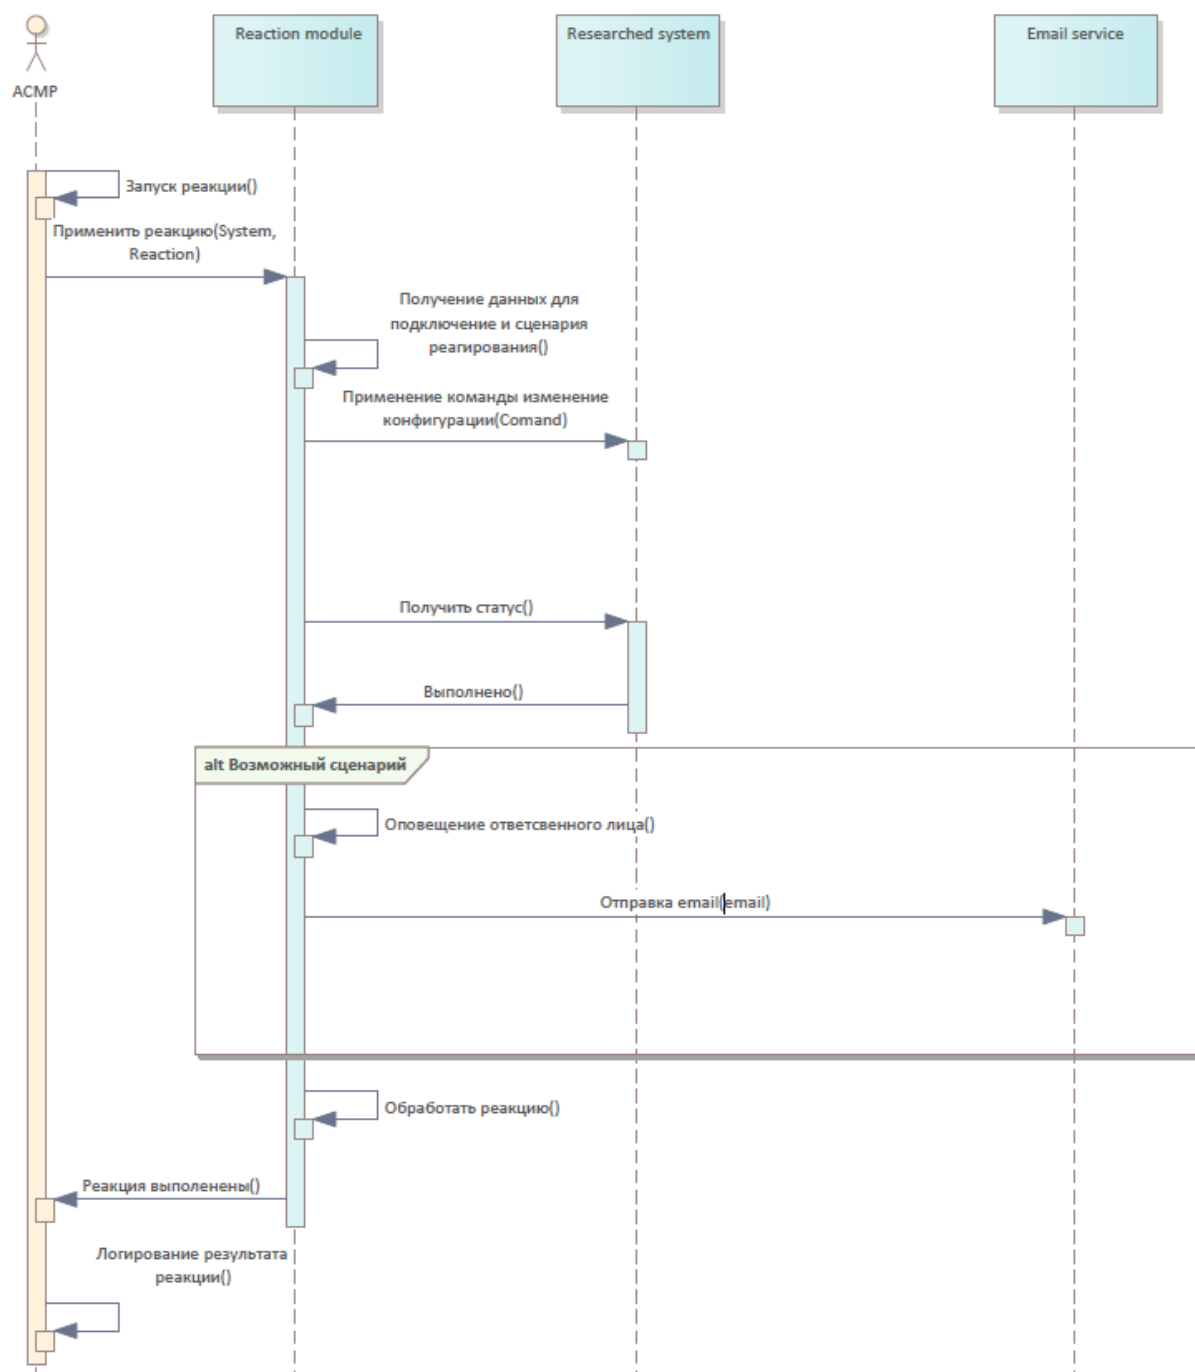 Reaction module
Researched system
Email service
ACMP
Запуск реакции()
Применить реакцию(System,
Reaction)
Получение данных для
подключение и сценария
реагирования()
Применение команды изменение
конфигурации(Comand)
Получить статус()
Выполнено()
alt Возможный сценарий
Оповещение ответсвенного лица()
Отправка email(email)
Обработать реакцию()
Реакция выполенены()
Логирование результата
реакции()